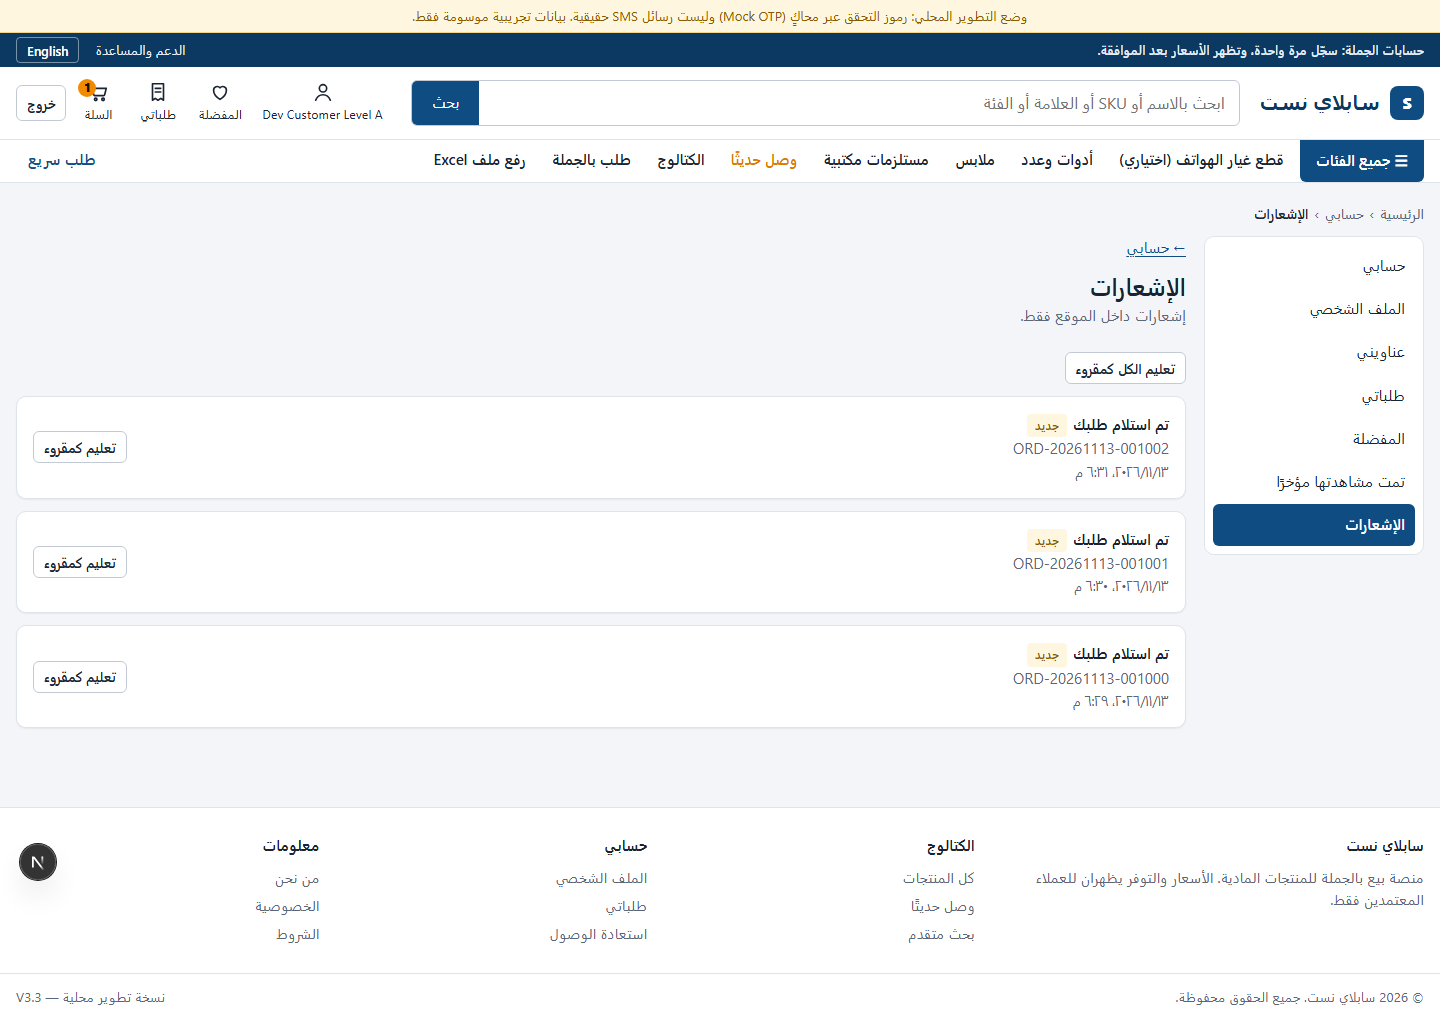 وضع التطوير المحلي: رموز التحقق عبر محاكٍ (Mock OTP) وليست رسائل SMS حقيقية. بيانات تجريبية موسومة فقط.
حسابات الجملة: سجّل مرة واحدة، وتظهر الأسعار بعد الموافقة.
الدعم والمساعدة
English
S
سابلاي نست
ابحث بالاسم أو SKU أو العلامة أو الفئة
بحث
Dev Customer Level A
المفضلة
طلباتي
1
السلة
خروج
☰ جميع الفئات
قطع غيار الهواتف (اختياري)
أدوات وعدد
ملابس
مستلزمات مكتبية
وصل حديثًا
الكتالوج
طلب بالجملة
رفع ملف Excel
طلب سريع
الرئيسية › حسابي › الإشعارات
حسابي
الملف الشخصي
عناويني
طلباتي
المفضلة
تمت مشاهدتها مؤخرًا
الإشعارات
← حسابي
الإشعارات
إشعارات داخل الموقع فقط.
تعليم الكل كمقروء
تم استلام طلبك جديد
ORD-20261113-001002
١٣‏/١١‏/٢٠٢٦، ٦:٣١ م
تعليم كمقروء
تم استلام طلبك جديد
ORD-20261113-001001
١٣‏/١١‏/٢٠٢٦، ٦:٣٠ م
تعليم كمقروء
تم استلام طلبك جديد
ORD-20261113-001000
١٣‏/١١‏/٢٠٢٦، ٦:٢٩ م
تعليم كمقروء
سابلاي نست
منصة بيع بالجملة للمنتجات المادية. الأسعار والتوفر يظهران للعملاء
المعتمدين فقط.
الكتالوج
كل المنتجات
وصل حديثًا
بحث متقدم
حسابي
الملف الشخصي
طلباتي
استعادة الوصول
معلومات
من نحن
الخصوصية
الشروط
N
© 2026 سابلاي نست. جميع الحقوق محفوظة.
نسخة تطوير محلية — V3.3